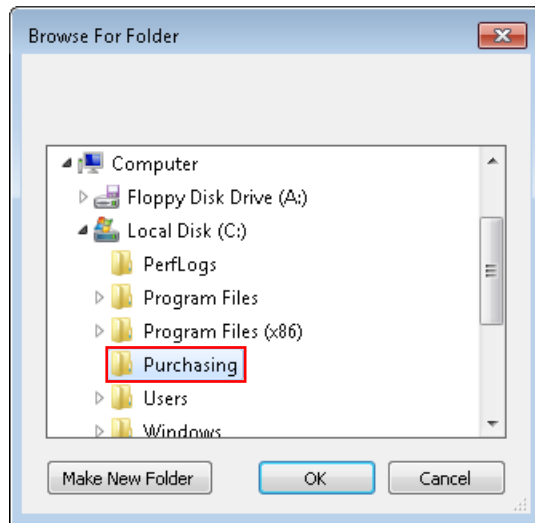 Browse For Folder
Computer
Floppy Disk Drive (A:)
Local Disk (C:)
PerfLogs
Program Files
Program Files (x86)
Purchasing
Users
Windows
Make New Folder
OK
Cancel